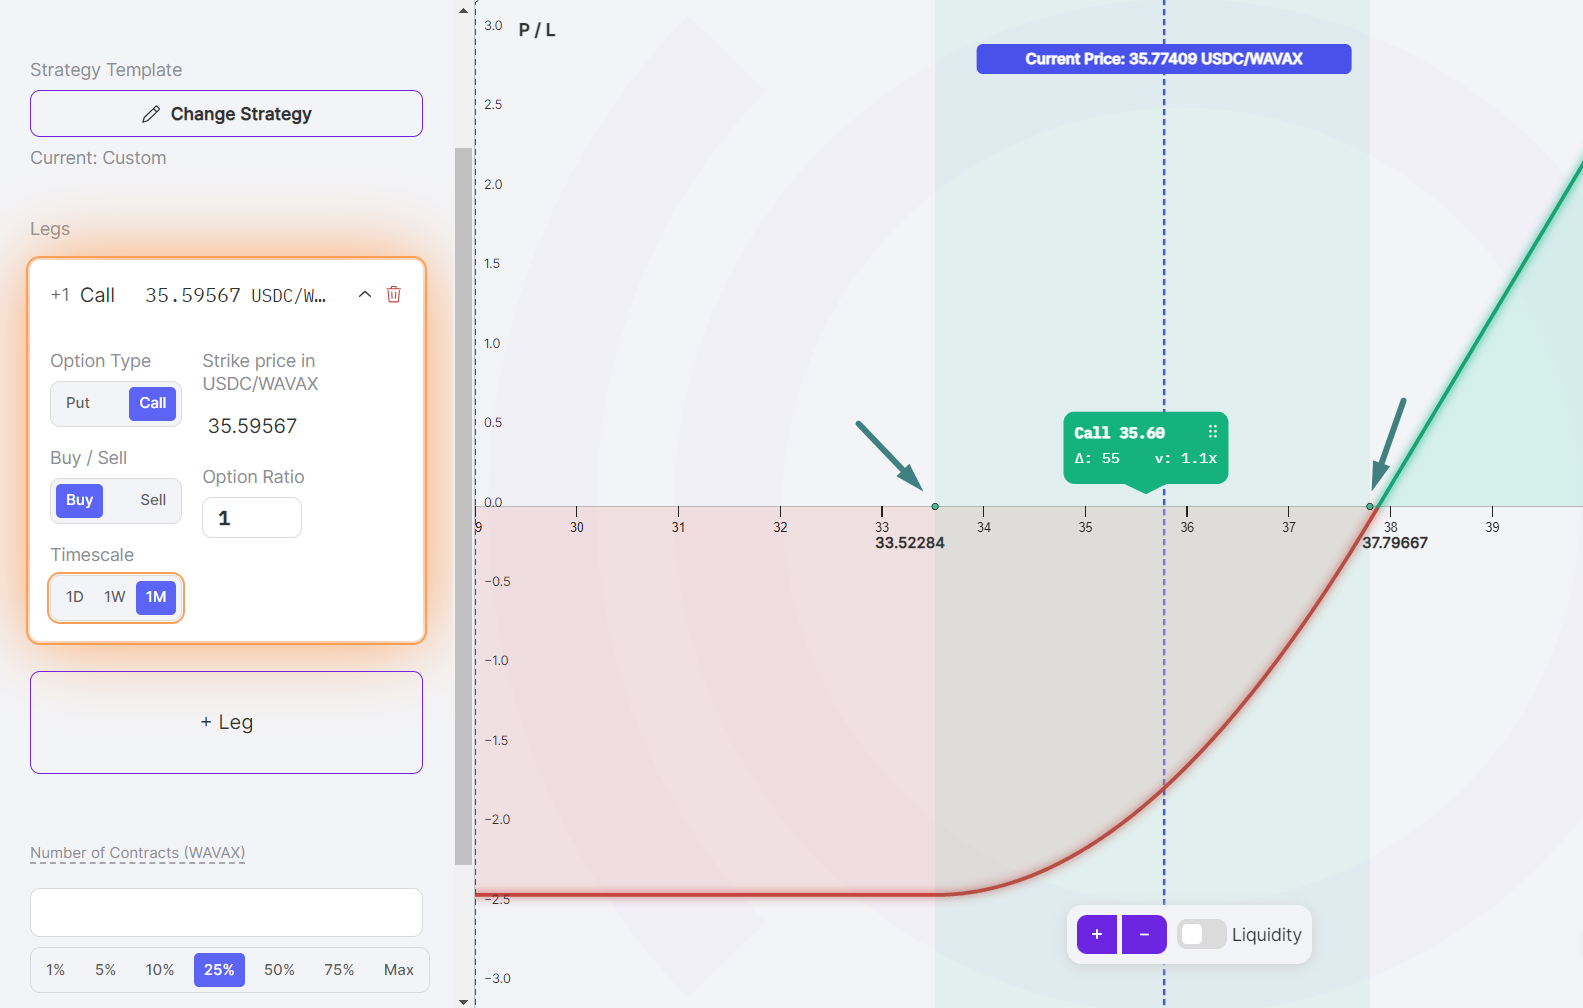 Strategy Template
Change Strategy
Current: Custom
Legs
+1 Call 35.59567 USDC/W…
Option Type
Put Call
Strike price in
USDC/WAVAX
35.59567
Buy / Sell
Buy Sell
Option Ratio
1
Timescale
1D 1W 1M
+ Leg
Number of Contracts (WAVAX)
1% 5% 10% 25% 50% 75% Max
P / L
Current Price: 35.77409 USDC/WAVAX
3.0
2.5
2.0
1.5
1.0
0.5
0.0
−0.5
−1.0
−1.5
−2.0
−2.5
−3.0
Call 35.60
Δ: 55 v: 1.1x
9 30 31 32 33 34 35 36 37 38 39
33.52284 37.79667
+ − Liquidity